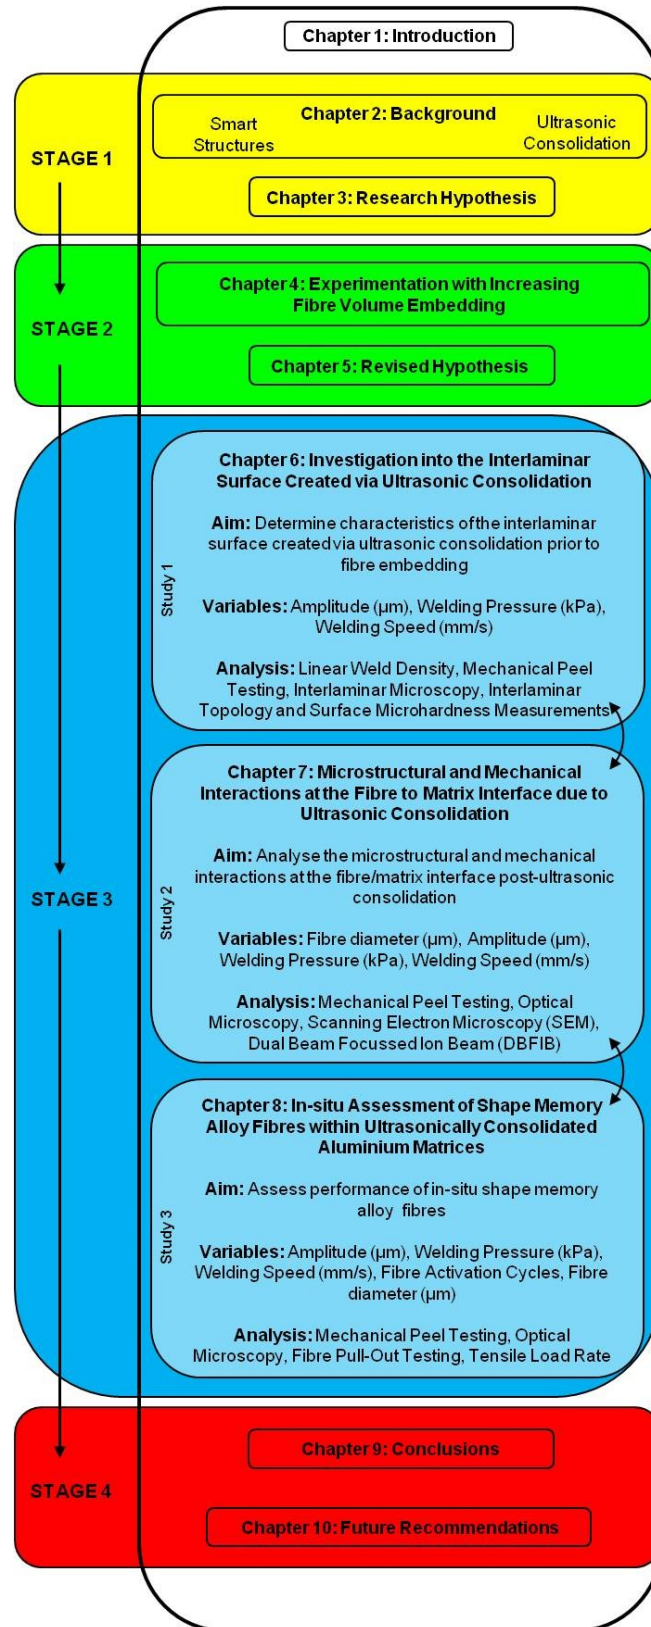 Chapter 1: Introduction
STAGE 1
Chapter 2: Background
Smart
Structures
Ultrasonic
Consolidation
Chapter 3: Research Hypothesis
STAGE 2
Chapter 4: Experimentation with Increasing
Fibre Volume Embedding
Chapter 5: Revised Hypothesis
STAGE 3
Study 1
Chapter 6: Investigation into the Interlaminar
Surface Created via Ultrasonic Consolidation
Aim: Determine characteristics of the interlaminar
surface created via ultrasonic consolidation prior to
fibre embedding
Variables: Amplitude (µm), Welding Pressure (kPa),
Welding Speed (mm/s)
Analysis: Linear Weld Density, Mechanical Peel
Testing, Interlaminar Microscopy, Interlaminar
Topology and Surface Microhardness Measurements
Study 2
Chapter 7: Microstructural and Mechanical
Interactions at the Fibre to Matrix Interface due to
Ultrasonic Consolidation
Aim: Analyse the microstructural and mechanical
interactions at the fibre/matrix interface post-ultrasonic
consolidation
Variables: Fibre diameter (µm), Amplitude (µm),
Welding Pressure (kPa), Welding Speed (mm/s)
Analysis: Mechanical Peel Testing, Optical
Microscopy, Scanning Electron Microscopy (SEM),
Dual Beam Focussed Ion Beam (DBFIB)
Study 3
Chapter 8: In-situ Assessment of Shape Memory
Alloy Fibres within Ultrasonically Consolidated
Aluminium Matrices
Aim: Assess performance of in-situ shape memory
alloy fibres
Variables: Amplitude (µm), Welding Pressure (kPa),
Welding Speed (mm/s), Fibre Activation Cycles, Fibre
diameter (µm)
Analysis: Mechanical Peel Testing, Optical
Microscopy, Fibre Pull-Out Testing, Tensile Load Rate
STAGE 4
Chapter 9: Conclusions
Chapter 10: Future Recommendations